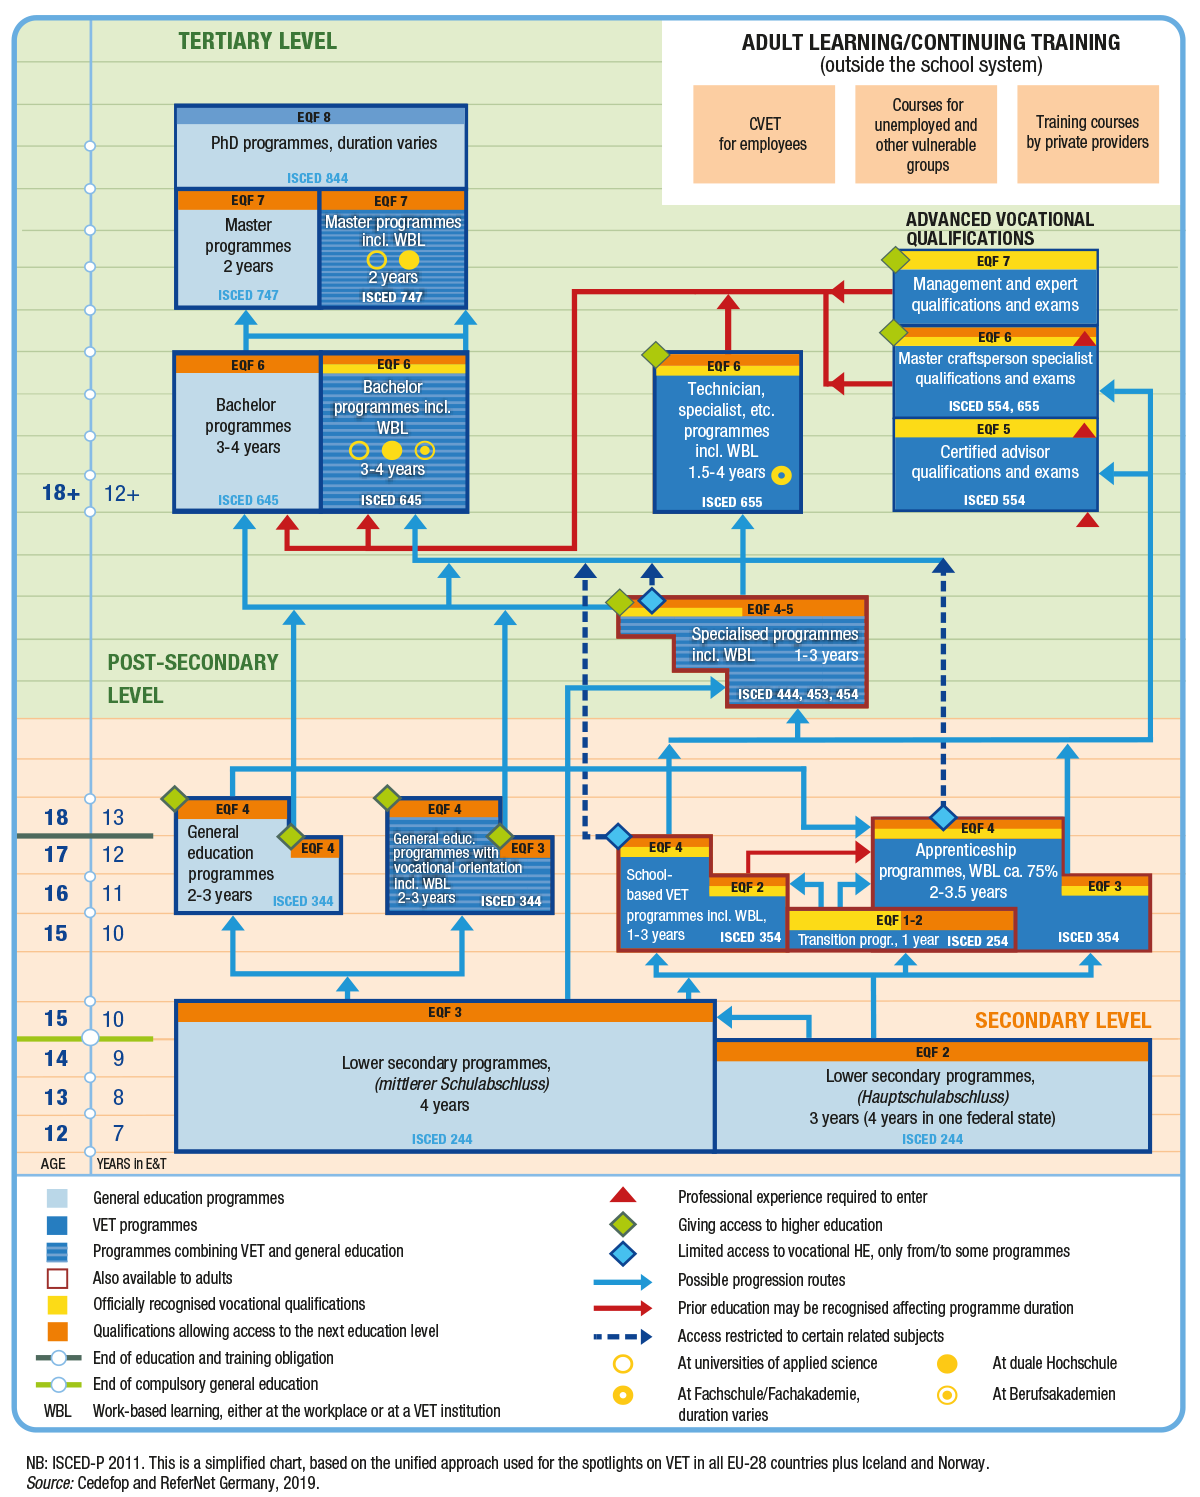 TERTIARY LEVEL
ADULT LEARNING/CONTINUING TRAINING
(outside the school system)
CVET
for employees
Courses for
unemployed and
other vulnerable
groups
Training courses
by private providers
EQF 8
PhD programmes, duration varies
ISCED 844
EQF 7
Master
programmes
2 years
ISCED 747
EQF 7
Master programmes
incl. WBL
2 years
ISCED 747
ADVANCED VOCATIONAL
QUALIFICATIONS
EQF 7
Management and expert
qualifications and exams
EQF 6
Master craftsperson specialist
qualifications and exams
ISCED 554, 655
EQF 5
Certified advisor
qualifications and exams
ISCED 554
EQF 6
Bachelor
programmes
3-4 years
ISCED 645
EQF 6
Bachelor
programmes incl.
WBL
3-4 years
ISCED 645
EQF 6
Technician,
specialist, etc.
programmes
incl. WBL
1.5-4 years
ISCED 655
18+ 12+
EQF 4-5
Specialised programmes
incl. WBL 1-3 years
ISCED 444, 453, 454
POST-SECONDARY
LEVEL
18 13
17 12
16 11
15 10
EQF 4
General
education
programmes
2-3 years
EQF 4
ISCED 344
EQF 4
General educ.
programmes with
vocational orientation
incl. WBL
2-3 years
EQF 3
ISCED 344
EQF 4
School-
based VET
programmes incl. WBL,
1-3 years
EQF 2
ISCED 354
EQF 4
Apprenticeship
programmes, WBL ca. 75%
2-3.5 years
EQF 3
ISCED 354
EQF 1-2
Transition progr., 1 year ISCED 254
SECONDARY LEVEL
15 10
14 9
13 8
12 7
AGE YEARS in E&T
EQF 3
Lower secondary programmes,
(mittlerer Schulabschluss)
4 years
ISCED 244
EQF 2
Lower secondary programmes,
(Hauptschulabschluss)
3 years (4 years in one federal state)
ISCED 244
General education programmes
VET programmes
Programmes combining VET and general education
Also available to adults
Officially recognised vocational qualifications
Qualifications allowing access to the next education level
End of education and training obligation
End of compulsory general education
WBL Work-based learning, either at the workplace or at a VET institution
Professional experience required to enter
Giving access to higher education
Limited access to vocational HE, only from/to some programmes
Possible progression routes
Prior education may be recognised affecting programme duration
Access restricted to certain related subjects
At universities of applied science
At duale Hochschule
At Fachschule/Fachakademie,
duration varies
At Berufsakademien
NB: ISCED-P 2011. This is a simplified chart, based on the unified approach used for the spotlights on VET in all EU-28 countries plus Iceland and Norway.
Source: Cedefop and ReferNet Germany, 2019.